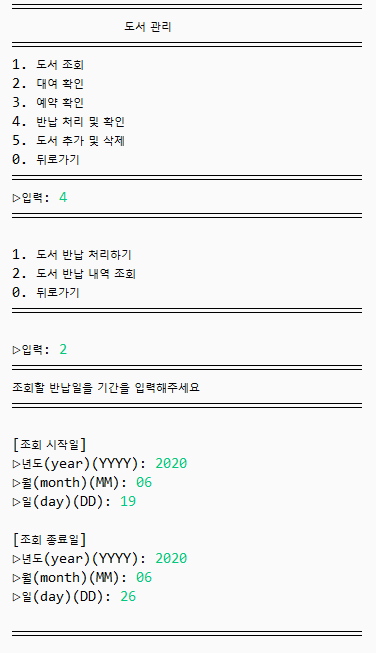 도서 관리
1. 도서 조회
2. 대여 확인
3. 예약 확인
4. 반납 처리 및 확인
5. 도서 추가 및 삭제
0. 뒤로가기
▷입력: 4
1. 도서 반납 처리하기
2. 도서 반납 내역 조회
0. 뒤로가기
▷입력: 2
조회할 반납일을 기간을 입력해주세요
[조회 시작일]
▷년도(year)(YYYY): 2020
▷월(month)(MM): 06
▷일(day)(DD): 19
[조회 종료일]
▷년도(year)(YYYY): 2020
▷월(month)(MM): 06
▷일(day)(DD): 26